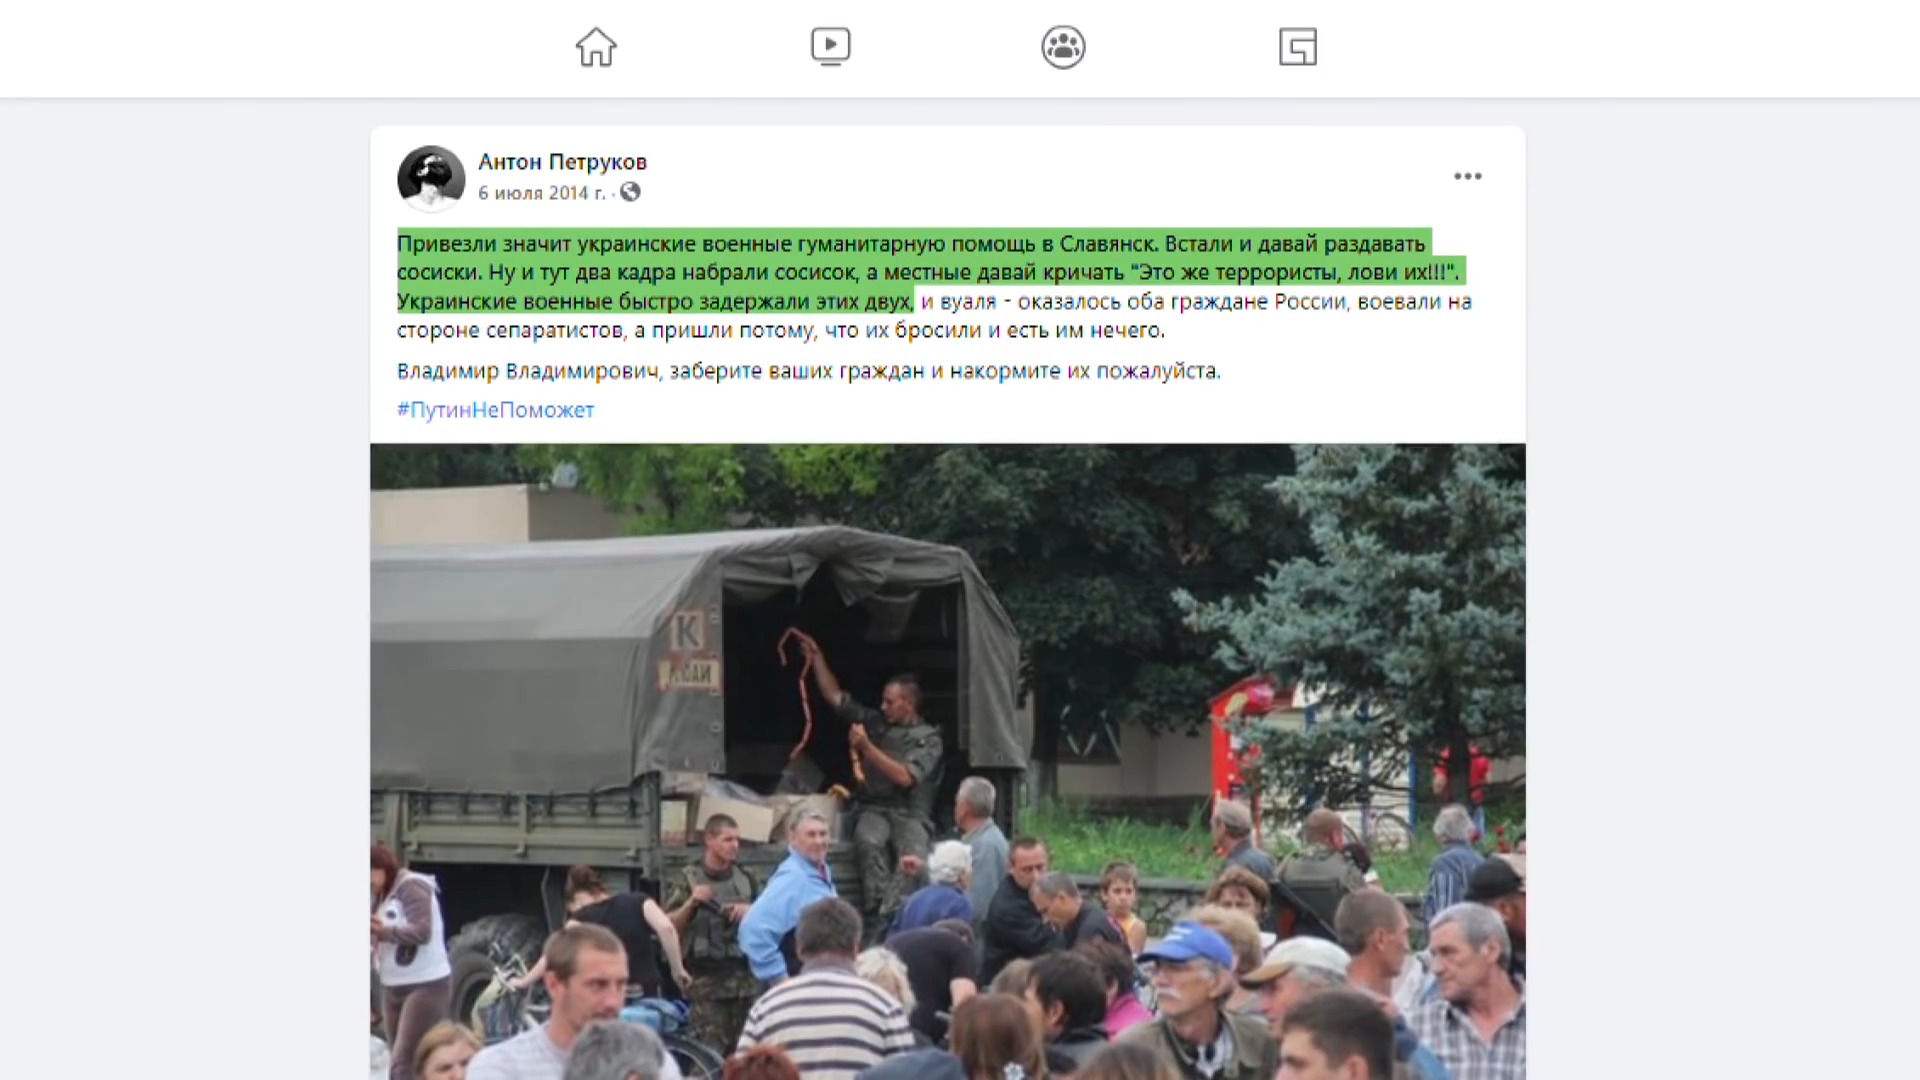 Антон Петруков
6 июля 2014 г. ·
Привезли значит украинские военные гуманитарную помощь в Славянск. Встали и давай раздавать
сосиски. Ну и тут два кадра набрали сосисок, а местные давай кричать "Это же террористы, лови их!!!".
Украинские военные быстро задержали этих двух, и вуаля - оказалось оба граждане России, воевали на
стороне сепаратистов, а пришли потому, что их бросили и есть им нечего.
Владимир Владимирович, заберите ваших граждан и накормите их пожалуйста.
#ПутинНеПоможет
К
ЛЮДИ